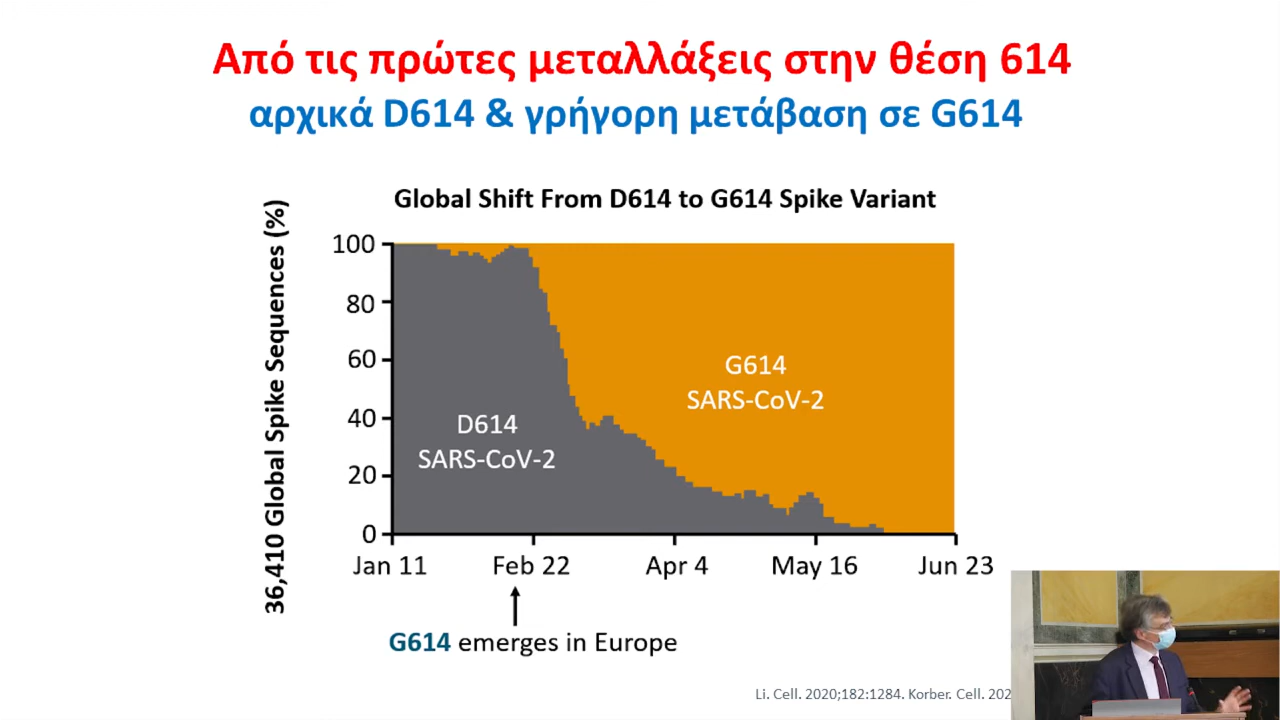 Από τις πρώτες μεταλλάξεις στην θέση 614
αρχικά D614 & γρήγορη μετάβαση σε G614
Global Shift From D614 to G614 Spike Variant
36,410 Global Spike Sequences (%)
100
80
60
40
20
0
G614
SARS-CoV-2
D614
SARS-CoV-2
Jan 11 Feb 22 Apr 4 May 16 Jun 23
G614 emerges in Europe
Li. Cell. 2020;182:1284. Korber. Cell.